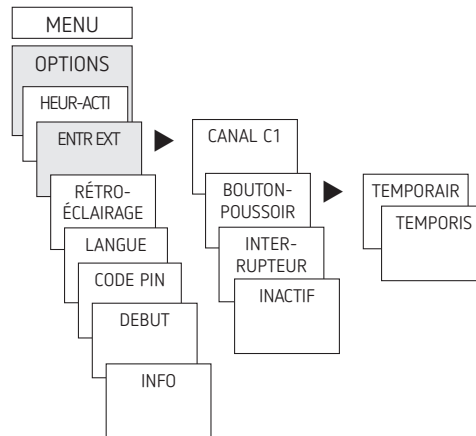 MENU
OPTIONS
HEUR-ACTI
ENTR EXT
RÉTRO-
ÉCLAIRAGE
LANGUE
CODE PIN
DEBUT
INFO
CANAL C1
BOUTON-
POUSSOIR
INTER-
RUPTEUR
INACTIF
TEMPORAIR
TEMPORIS